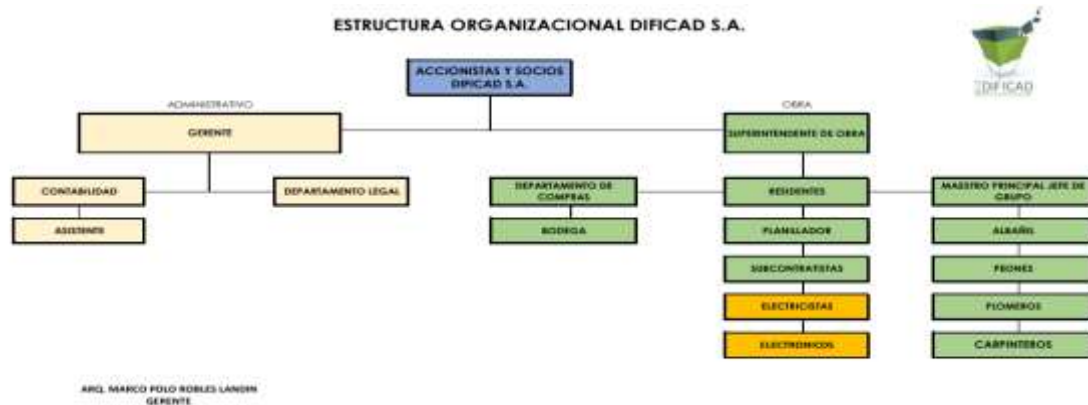 ESTRUCTURA ORGANIZACIONAL DIFICAD S.A.
ACCIONISTAS Y SOCIOS
DIFICAD S.A.
ADMINISTRATIVO
OBRA
GERENTE
SUPERINTENDENTE DE OBRA
CONTABILIDAD
DEPARTAMENTO LEGAL
DEPARTAMENTO DE
COMPRAS
RESIDENTES
MAESTRO PRINCIPAL JEFE DE
GRUPO
ASISTENTE
BODEGA
PLANILLADOR
ALBAÑIL
SUBCONTRATISTAS
PEONES
ELECTRICISTAS
PLOMEROS
ELECTRONICOS
CARPINTEROS
ARQ. MARCO POLO ROBLES LANDIN
GERENTE